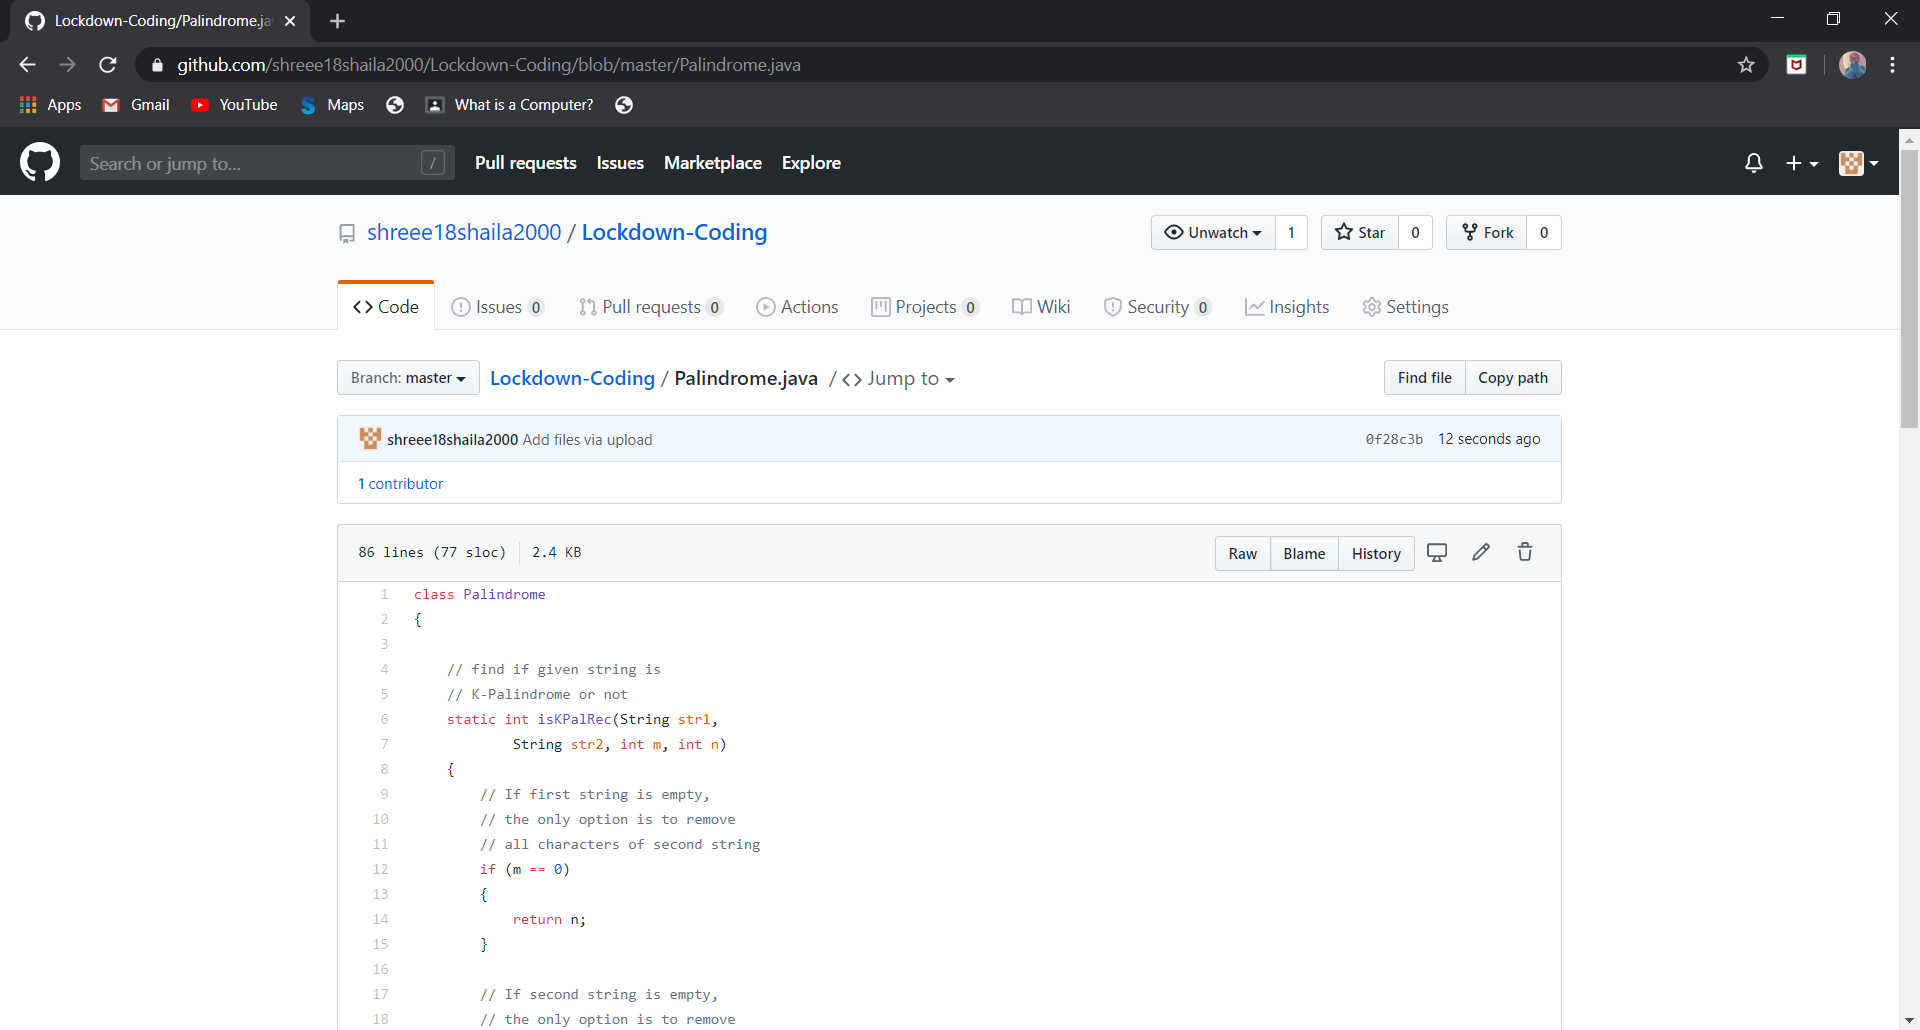 Lockdown-Coding/Palindrome.ja
github.com/shreee18shaila2000/Lockdown-Coding/blob/master/Palindrome.java
Apps Gmail YouTube Maps What is a Computer?
Search or jump to... / Pull requests Issues Marketplace Explore
shreee18shaila2000 / Lockdown-Coding Unwatch 1 Star 0 Fork 0
Code Issues 0 Pull requests 0 Actions Projects 0 Wiki Security 0 Insights Settings
Branch: master Lockdown-Coding / Palindrome.java / <> Jump to Find file Copy path
shreee18shaila2000 Add files via upload 0f28c3b 12 seconds ago
1 contributor
86 lines (77 sloc) 2.4 KB Raw Blame History
1 class Palindrome
2 {
3
4 // find if given string is
5 // K-Palindrome or not
6 static int isKPalRec(String str1,
7 String str2, int m, int n)
8 {
9 // If first string is empty,
10 // the only option is to remove
11 // all characters of second string
12 if (m == 0)
13 {
14 return n;
15 }
16
17 // If second string is empty,
18 // the only option is to remove